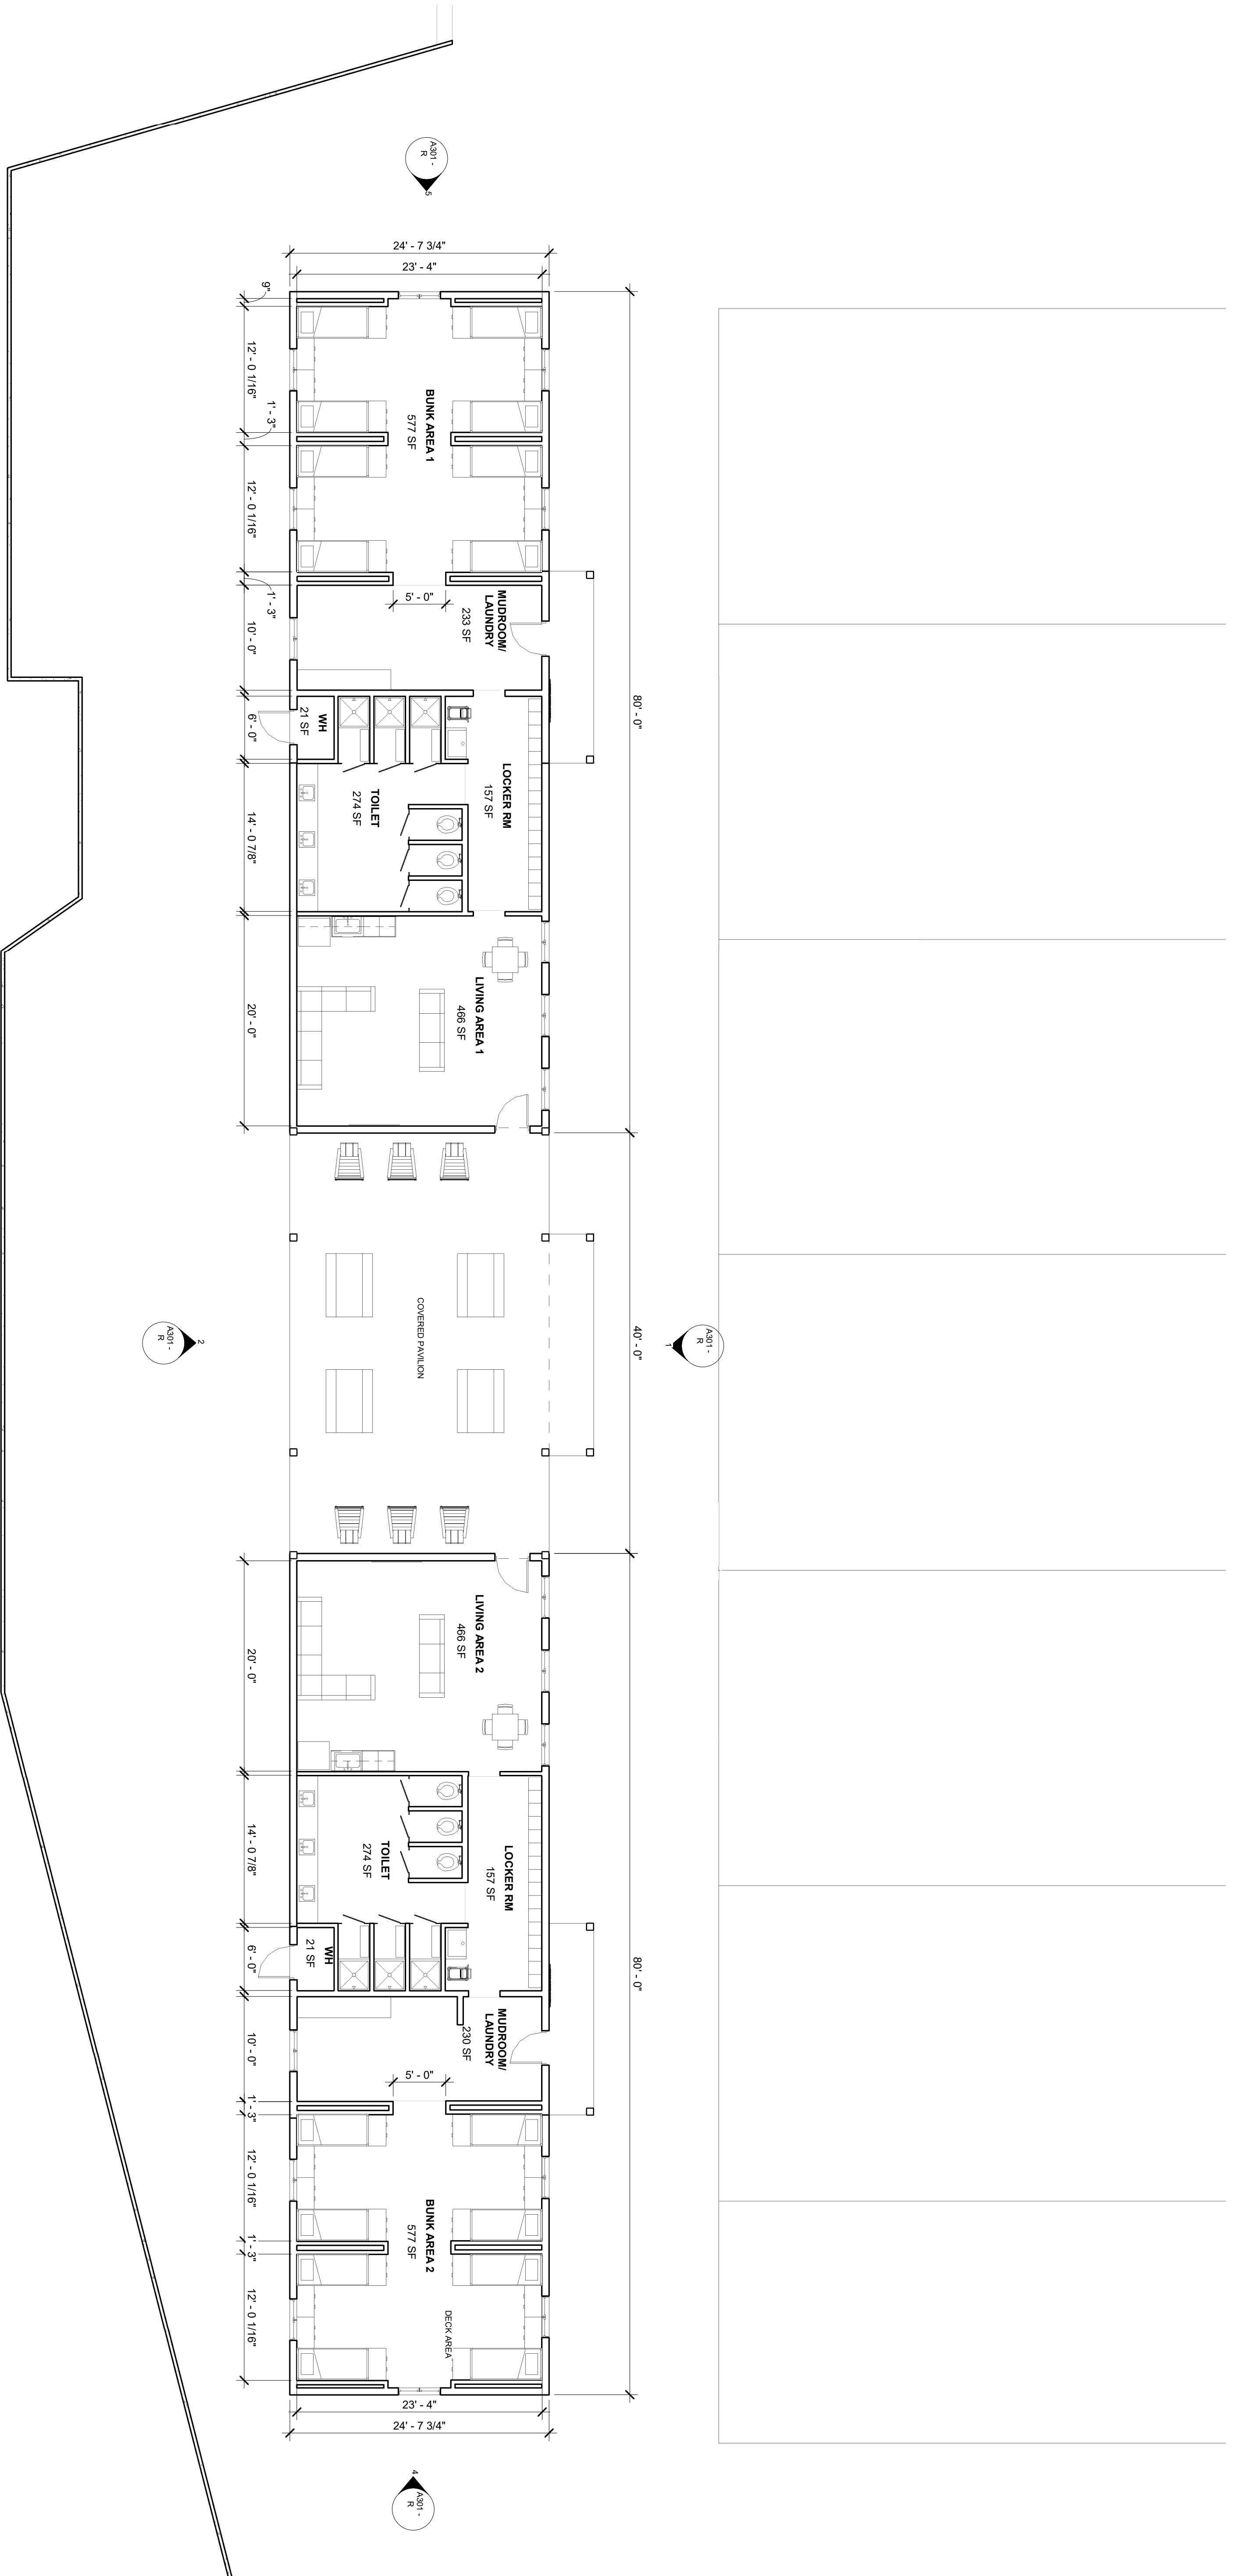 A301 -
R
5
24' - 7 3/4"
23' - 4"
9"
12' - 0 1/16"
1' - 3"
12' - 0 1/16"
1' - 3"
10' - 0"
6' - 0"
14' - 0 7/8"
20' - 0"
BUNK AREA 1
577 SF
5' - 0"
MUDROOM/
LAUNDRY
233 SF
80' - 0"
WH
21 SF
LOCKER RM
157 SF
TOILET
274 SF
LIVING AREA 1
466 SF
COVERED PAVILION
40' - 0"
A301 -
R
1
A301 -
R
2
LIVING AREA 2
466 SF
20' - 0"
TOILET
274 SF
LOCKER RM
157 SF
14' - 0 7/8"
WH
21 SF
6' - 0"
80' - 0"
MUDROOM/
LAUNDRY
230 SF
10' - 0"
5' - 0"
1' - 3"
12' - 0 1/16"
1' - 3"
12' - 0 1/16"
BUNK AREA 2
577 SF
DECK AREA
23' - 4"
24' - 7 3/4"
4
A301 -
R